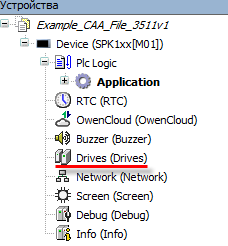 Устройства
Example_CAA_File_3511v1
Device (SPK1xx[M01])
Plc Logic
Application
RTC (RTC)
OwenCloud (OwenCloud)
Buzzer (Buzzer)
Drives (Drives)
Network (Network)
Screen (Screen)
Debug (Debug)
Info (Info)